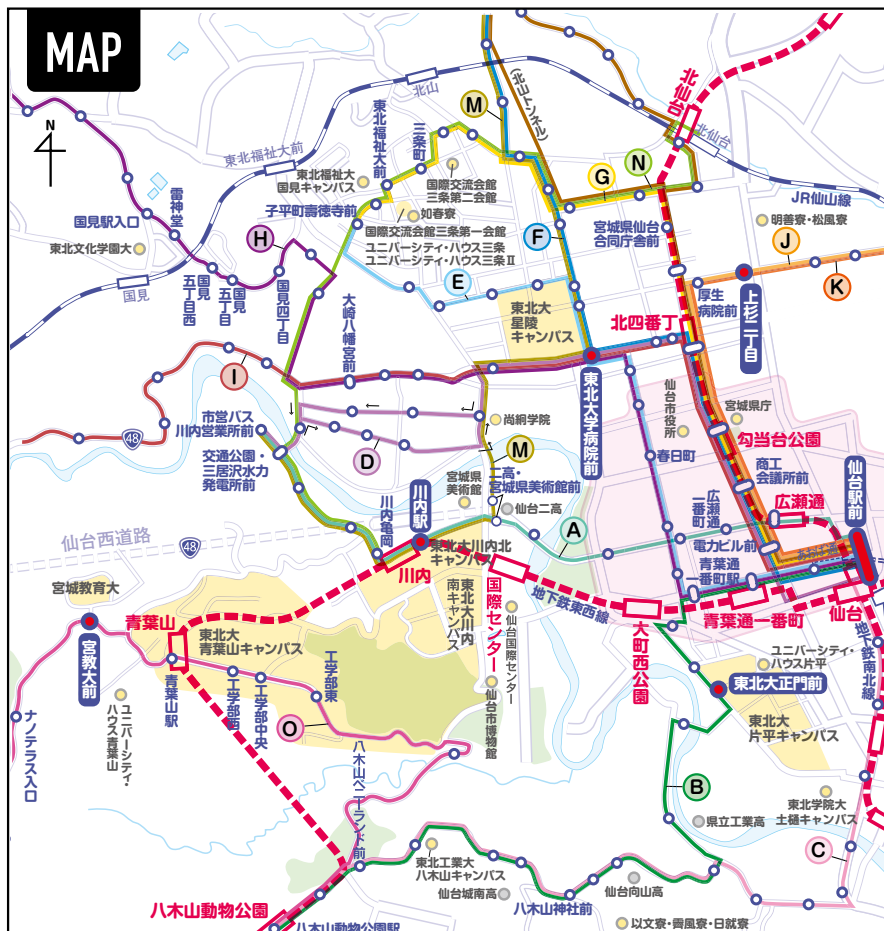 MAP
N
(北山トンネル)
北仙台
北仙台
北山
M
東北福祉大前
三条町
東北福祉大前
東北福祉大
国見キャンパス
国際交流会館
三条第二会館
如春寮
子平町壽徳寺前
国際交流会館三条第一会館
ユニバーシティ・ハウス三条
ユニバーシティ・ハウス三条Ⅱ
G
N
JR仙山線
宮城県仙台
合同庁舎前
明善寮・松風寮
J
K
雷神堂
国見駅入口
東北文化学園大
H
F
E
国見
国見
五丁目西
国見
五丁目
国見四丁目
大崎八幡宮前
東北大
星陵
キャンパス
厚生
病院前
上杉二丁目
北四番丁
I
東北大学病院前
仙台市役所
宮城県庁
勾当台公園
48
市営バス
川内営業所前
尚絅学院
D
M
春日町
商工
会議所前
交通公園・
三居沢水力
発電所前
二高・
宮城県美術館前
宮城県
美術館
仙台二高
広瀬通
一番町
広瀬通
仙台駅前
川内亀岡
川内駅
A
電力ビル前
青葉通
一番町駅
あおば通
仙台西道路
48
東北大川内北
キャンパス
川内
国際センター
地下鉄東西線
大町西公園
青葉通一番町
仙台
宮城教育大
東北大川内
南キャンパス
青葉山
東北大
青葉山キャンパス
仙台国際センター
地下鉄南北線
ユニバーシティ・
ハウス片平
宮教大前
東北大正門前
青葉山駅
工学部西
工学部中央
工学部東
仙台市博物館
東北大
片平キャンパス
ナノテラス入口
ユニバーシティ・
ハウス青葉山
O
八木山ベニーランド前
B
県立工業高
東北学院大
土樋キャンパス
C
東北工業大
八木山キャンパス
仙台城南高
仙台向山高
八木山動物公園
八木山神社前
八木山動物公園駅
以文寮・霽風寮・日就寮